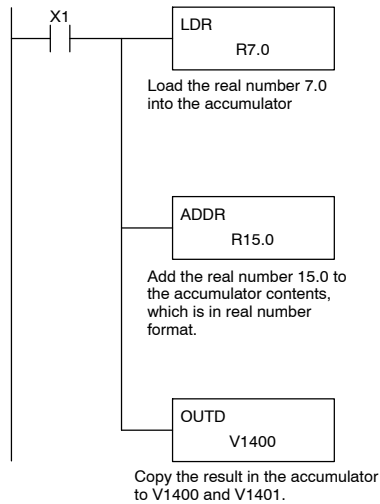 X1
LDR
R7.0
Load the real number 7.0
into the accumulator
ADDR
R15.0
Add the real number 15.0 to
the accumulator contents,
which is in real number
format.
OUTD
V1400
Copy the result in the accumulator
to V1400 and V1401.